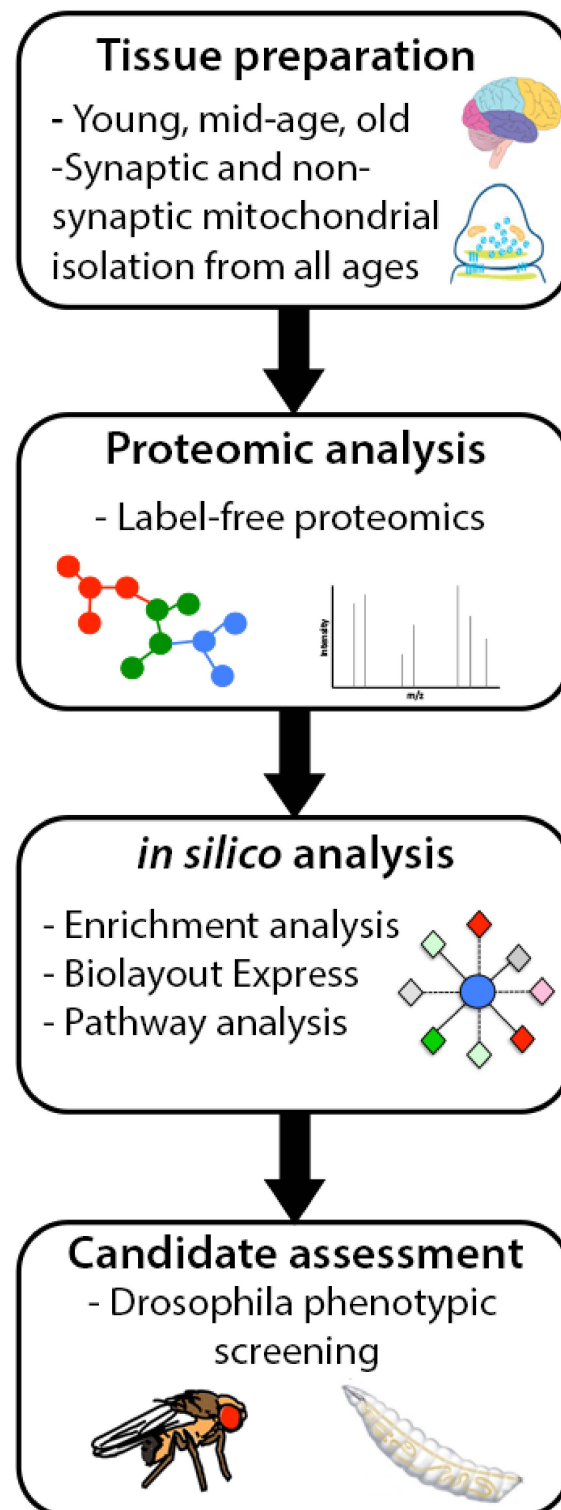 Tissue preparation
- Young, mid-age, old
-Synaptic and non-
synaptic mitochondrial
isolation from all ages
Proteomic analysis
- Label-free proteomics
Intensity
m/z
in silico analysis
- Enrichment analysis
- Biolayout Express
- Pathway analysis
Candidate assessment
- Drosophila phenotypic
screening